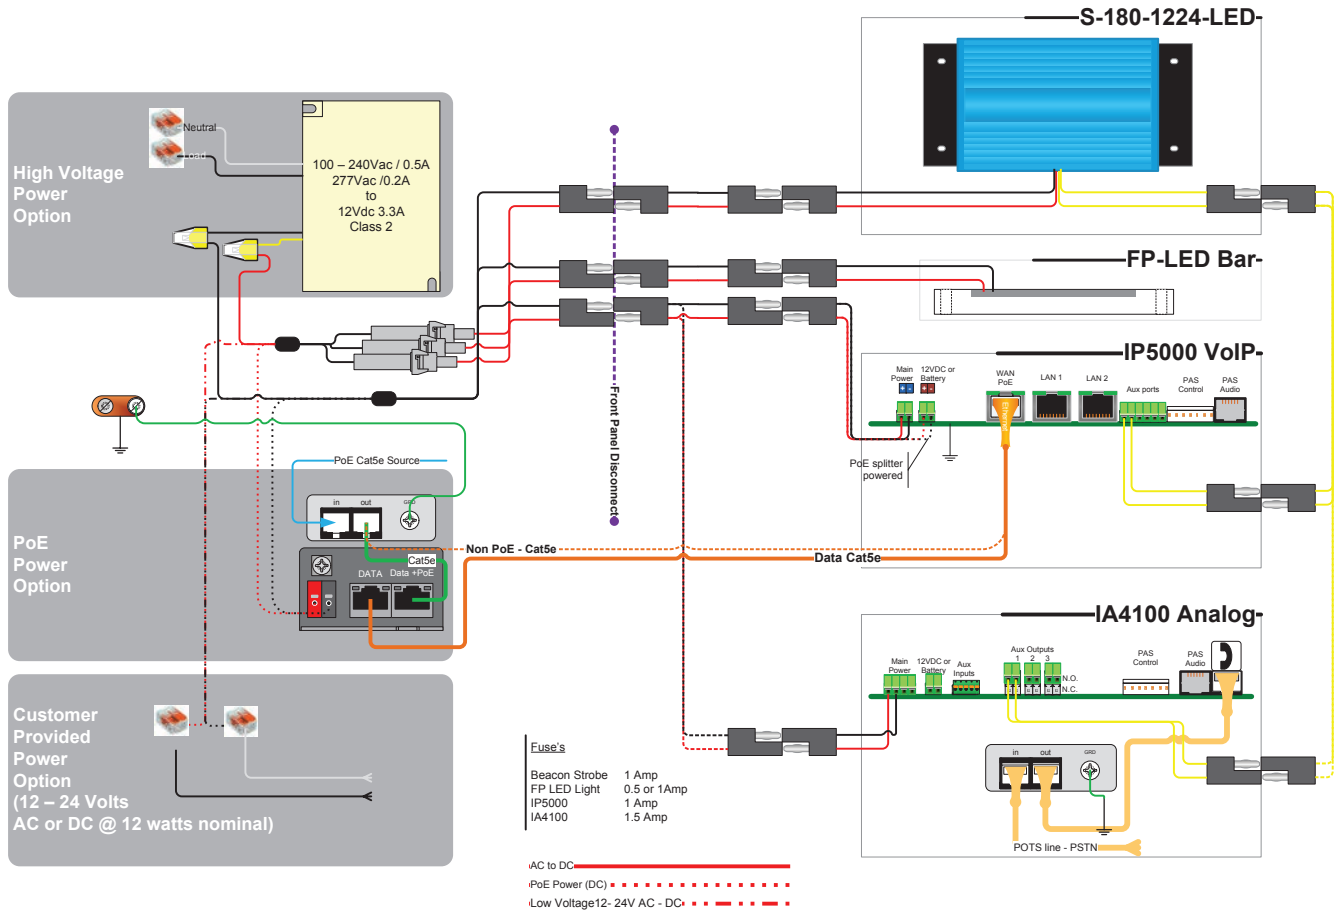 S-180-1224-LED
Neutral
Load
High Voltage
Power
Option
100 – 240Vac / 0.5A
277Vac /0.2A
to
12Vdc 3.3A
Class 2
FP-LED Bar
Front Panel Disconnect
IP5000 VoIP
Main
Power
12VDC or
Battery
WAN
PoE
LAN 1
LAN 2
Aux ports
PAS
Control
PAS
Audio
Ethernet
PoE splitter
powered
PoE Cat5e Source
in
out
GRD
PoE
Power
Option
Cat5e
DATA
Data +PoE
Non PoE - Cat5e
Data Cat5e
IA4100 Analog
Main
Power
12VDC or
Battery
Aux
Inputs
Aux Outputs
1
2
3
N.O.
N.C.
PAS
Control
PAS
Audio
in
out
GRD
POTS line - PSTN
Customer
Provided
Power
Option
(12 – 24 Volts
AC or DC @ 12 watts nominal)
Fuse's
Beacon Strobe 1 Amp
FP LED Light 0.5 or 1Amp
IP5000 1 Amp
IA4100 1.5 Amp
AC to DC
PoE Power (DC)
Low Voltage12- 24V AC - DC